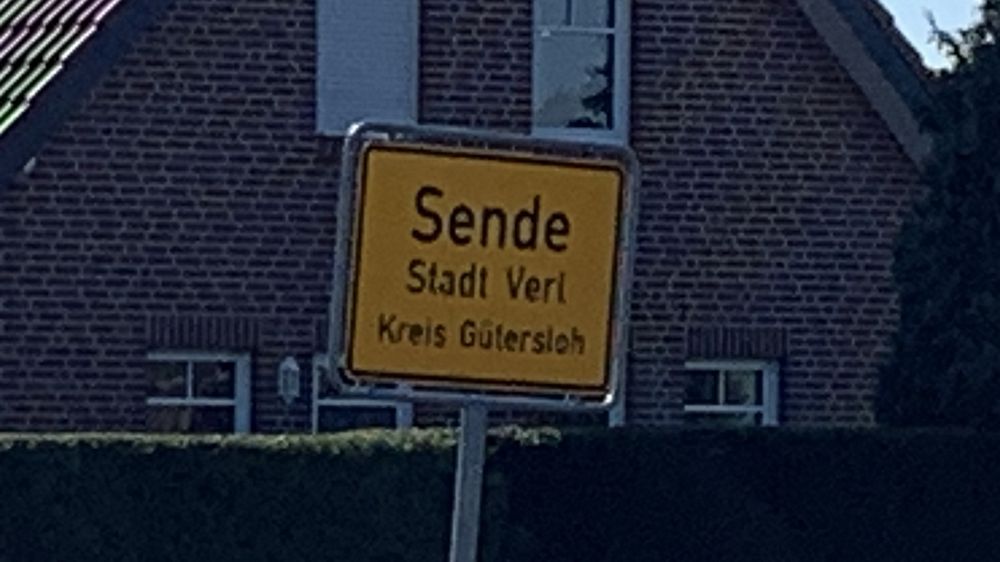 Sende
Stadt Verl
Kreis Gütersloh